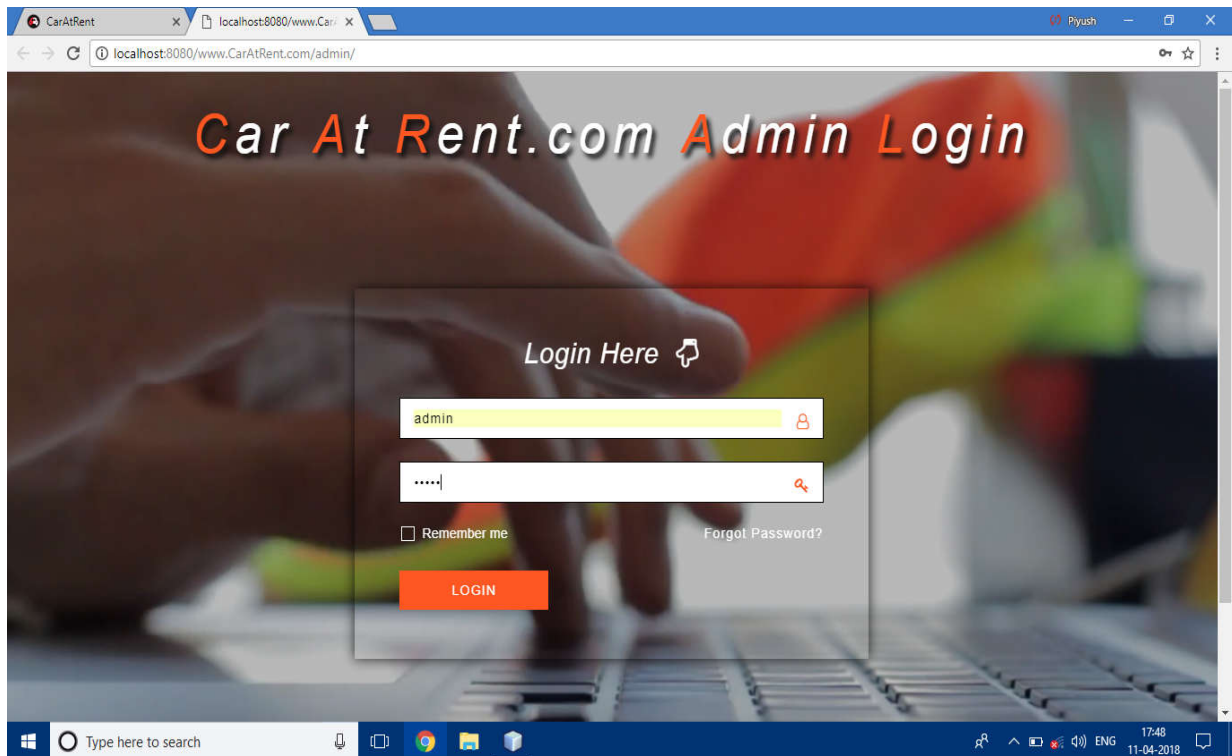 CarAtRent
localhost:8080/www.Car
Piyush
localhost:8080/www.CarAtRent.com/admin/
Car At Rent.com Admin Login
Login Here
admin
•••••
Remember me Forgot Password?
LOGIN
Type here to search
ENG
17:48
11-04-2018